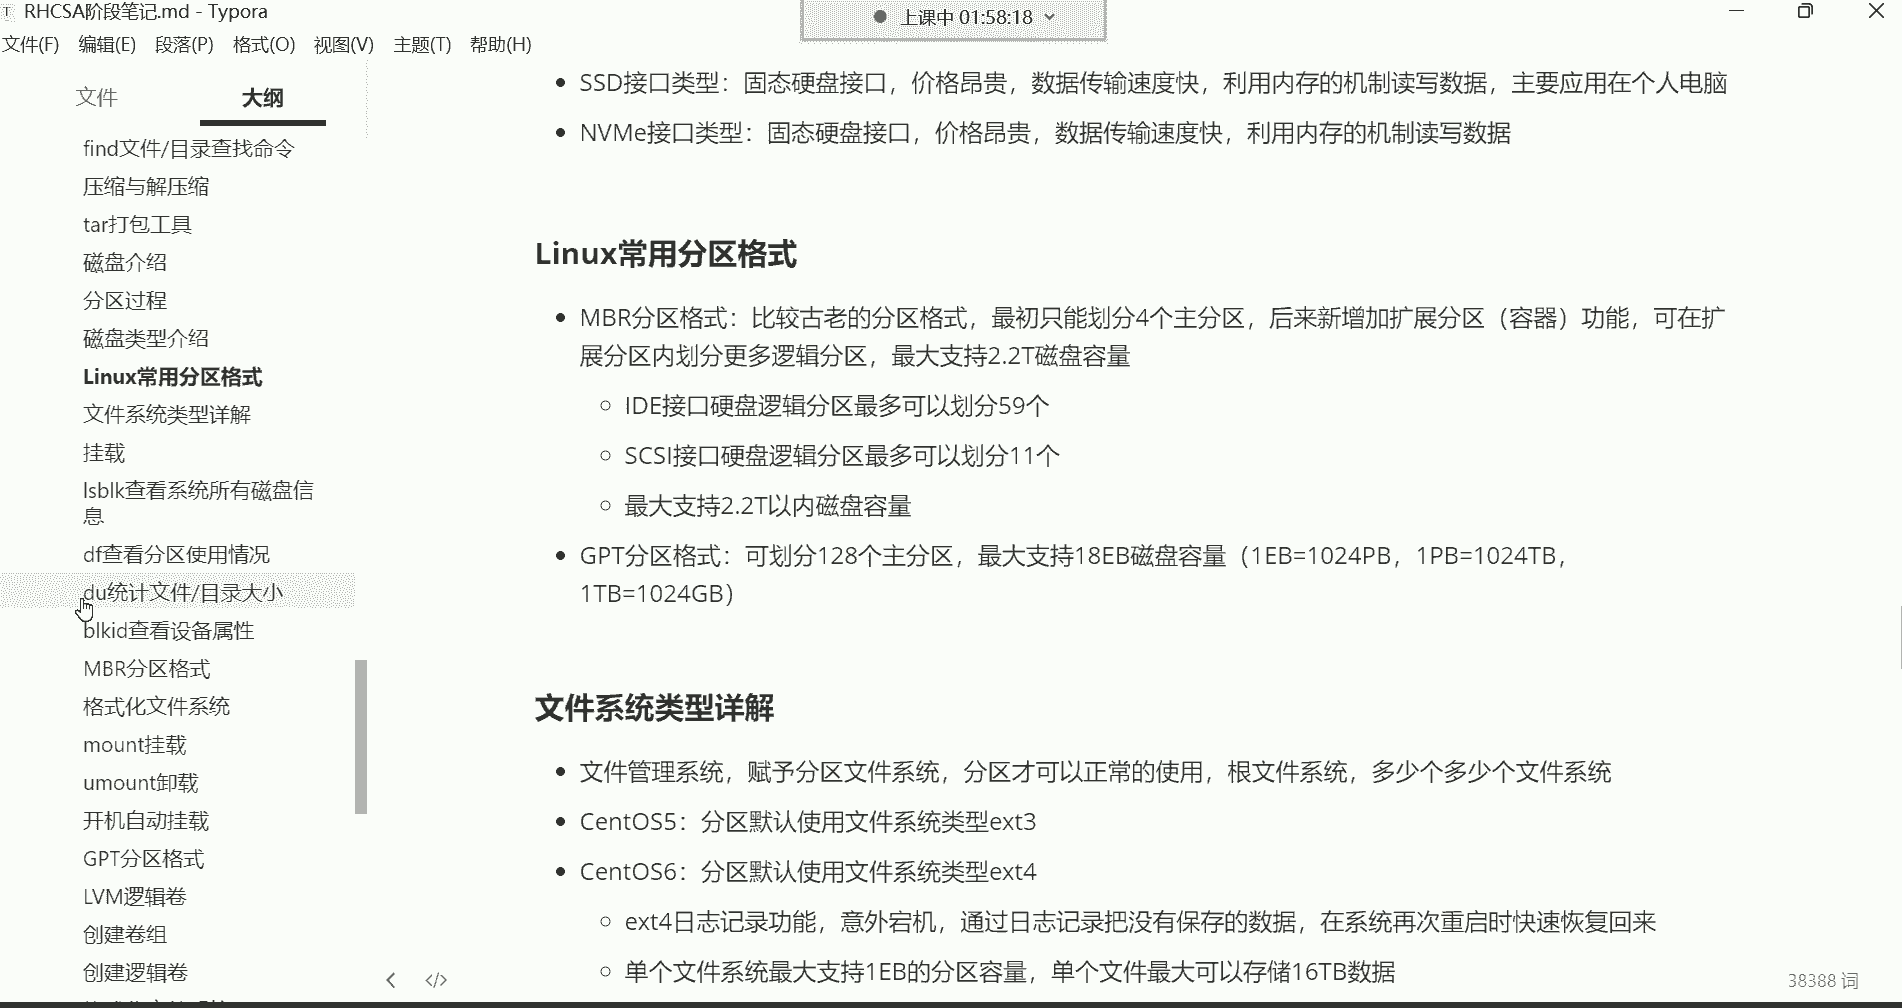 RHCSA阶段笔记.md - Typora
上课中 01:58:18
文件(F) 编辑(E) 段落(P) 格式(O) 视图(V) 主题(T) 帮助(H)
文件 大纲
find文件/目录查找命令
压缩与解压缩
tar打包工具
磁盘介绍
分区过程
磁盘类型介绍
Linux常用分区格式
文件系统类型详解
挂载
lsblk查看系统所有磁盘信
息
df查看分区使用情况
du统计文件/目录大小
blkid查看设备属性
MBR分区格式
格式化文件系统
mount挂载
umount卸载
开机自动挂载
GPT分区格式
LVM逻辑卷
创建卷组
创建逻辑卷
SSD接口类型：固态硬盘接口，价格昂贵，数据传输速度快，利用内存的机制读写数据，主要应用在个人电脑
NVMe接口类型：固态硬盘接口，价格昂贵，数据传输速度快，利用内存的机制读写数据
Linux常用分区格式
MBR分区格式：比较古老的分区格式，最初只能划分4个主分区，后来新增加扩展分区（容器）功能，可在扩
展分区内划分更多逻辑分区，最大支持2.2T磁盘容量
IDE接口硬盘逻辑分区最多可以划分59个
SCSI接口硬盘逻辑分区最多可以划分11个
最大支持2.2T以内磁盘容量
GPT分区格式：可划分128个主分区，最大支持18EB磁盘容量（1EB=1024PB，1PB=1024TB，
1TB=1024GB）
文件系统类型详解
文件管理系统，赋予分区文件系统，分区才可以正常的使用，根文件系统，多少个多少个文件系统
CentOS5：分区默认使用文件系统类型ext3
CentOS6：分区默认使用文件系统类型ext4
ext4日志记录功能，意外宕机，通过日志记录把没有保存的数据，在系统再次重启时快速恢复回来
单个文件系统最大支持1EB的分区容量，单个文件最大可以存储16TB数据
38388 词